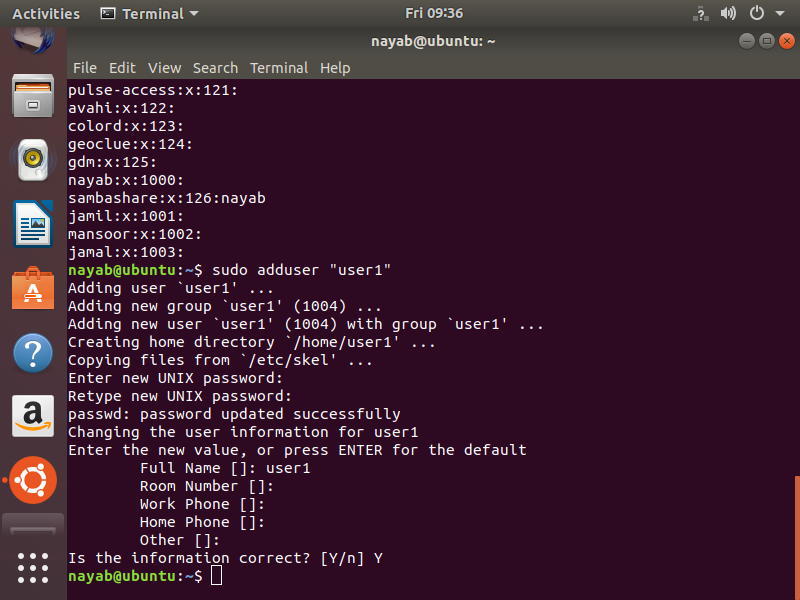 Activities Terminal Fri 09:36
nayab@ubuntu: ~
File Edit View Search Terminal Help
pulse-access:x:121:
avahi:x:122:
colord:x:123:
geoclue:x:124:
gdm:x:125:
nayab:x:1000:
sambashare:x:126:nayab
jamil:x:1001:
mansoor:x:1002:
jamal:x:1003:
nayab@ubuntu:~$ sudo adduser "user1"
Adding user `user1' ...
Adding new group `user1' (1004) ...
Adding new user `user1' (1004) with group `user1' ...
Creating home directory `/home/user1' ...
Copying files from `/etc/skel' ...
Enter new UNIX password:
Retype new UNIX password:
passwd: password updated successfully
Changing the user information for user1
Enter the new value, or press ENTER for the default
Full Name []: user1
Room Number []:
Work Phone []:
Home Phone []:
Other []:
Is the information correct? [Y/n] Y
nayab@ubuntu:~$